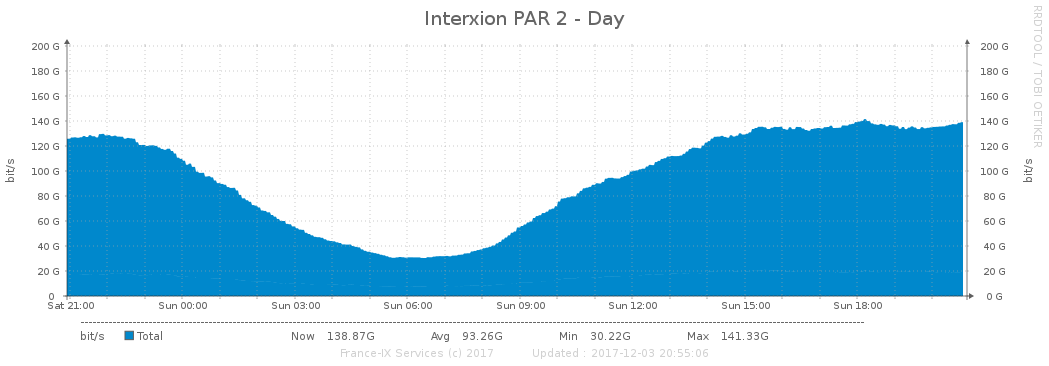 Interxion PAR 2 - Day
RRDTOOL / TOBI OETIKER
bit/s
200 G
180 G
160 G
140 G
120 G
100 G
80 G
60 G
40 G
20 G
0
200 G
180 G
160 G
140 G
120 G
100 G
80 G
60 G
40 G
20 G
0 G
bit/s
Sat 21:00 Sun 00:00 Sun 03:00 Sun 06:00 Sun 09:00 Sun 12:00 Sun 15:00 Sun 18:00
bit/s Total Now 138.87G Avg 93.26G Min 30.22G Max 141.33G
France-IX Services (c) 2017 Updated : 2017-12-03 20:55:06